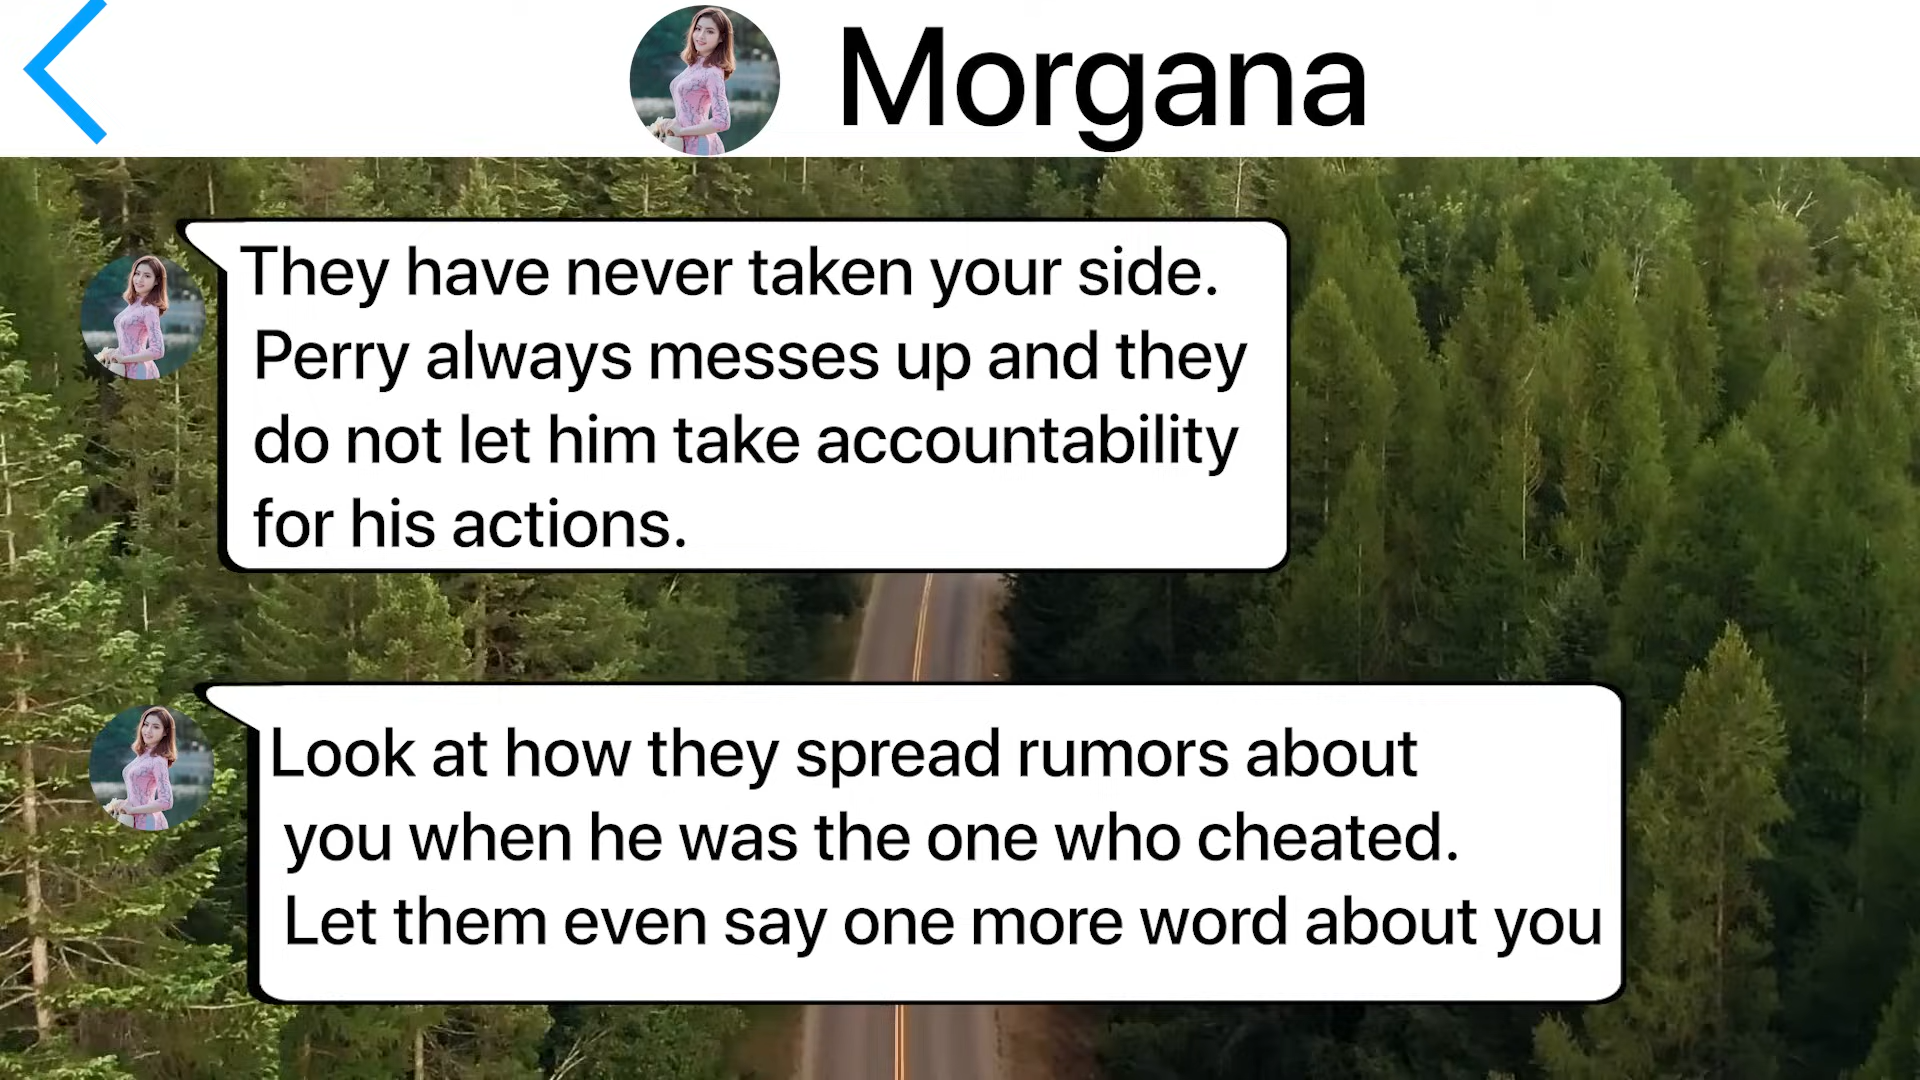 Morgana
They have never taken your side.
Perry always messes up and they
do not let him take accountability
for his actions.
Look at how they spread rumors about
you when he was the one who cheated.
Let them even say one more word about you